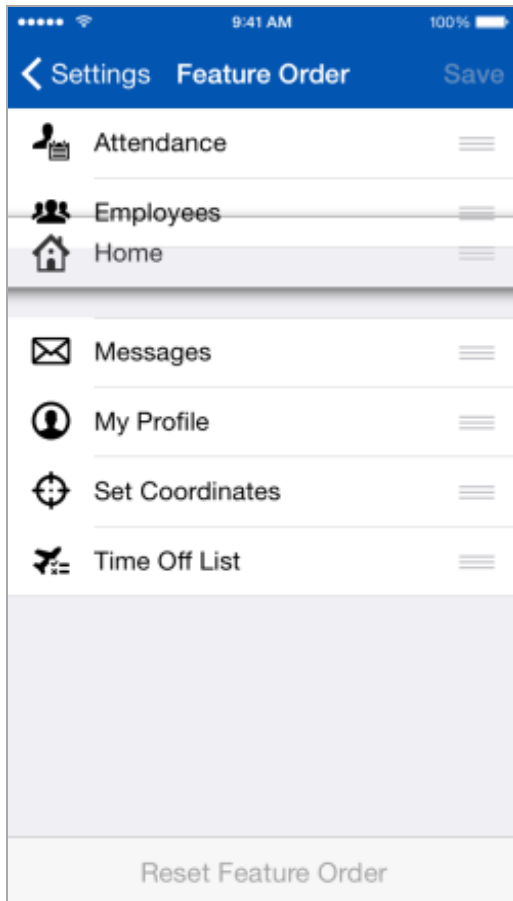 9:41 AM 100%
Settings Feature Order Save
Attendance
Employees
Home
Messages
My Profile
Set Coordinates
Time Off List
Reset Feature Order